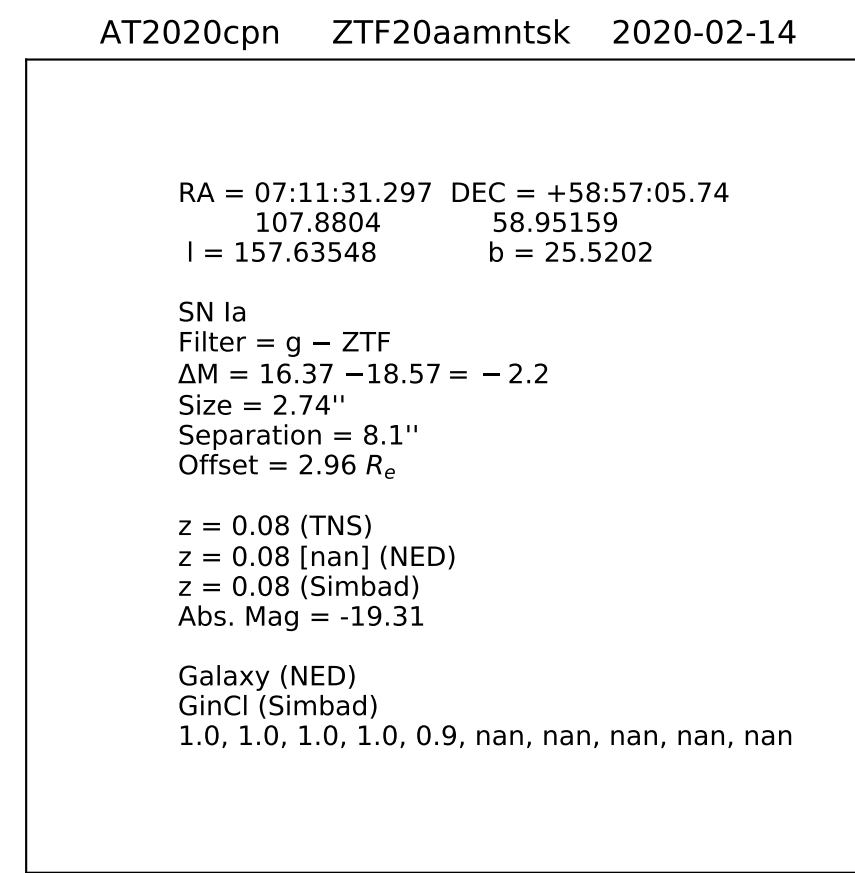 AT2020cpn ZTF20aamntsk 2020-02-14
RA = 07:11:31.297 DEC = +58:57:05.74
107.8804 58.95159
l = 157.63548 b = 25.5202
SN Ia
Filter = g − ZTF
ΔM = 16.37 −18.57 = − 2.2
Size = 2.74''
Separation = 8.1''
Offset = 2.96 Rₑ
z = 0.08 (TNS)
z = 0.08 [nan] (NED)
z = 0.08 (Simbad)
Abs. Mag = -19.31
Galaxy (NED)
GinCl (Simbad)
1.0, 1.0, 1.0, 1.0, 0.9, nan, nan, nan, nan, nan